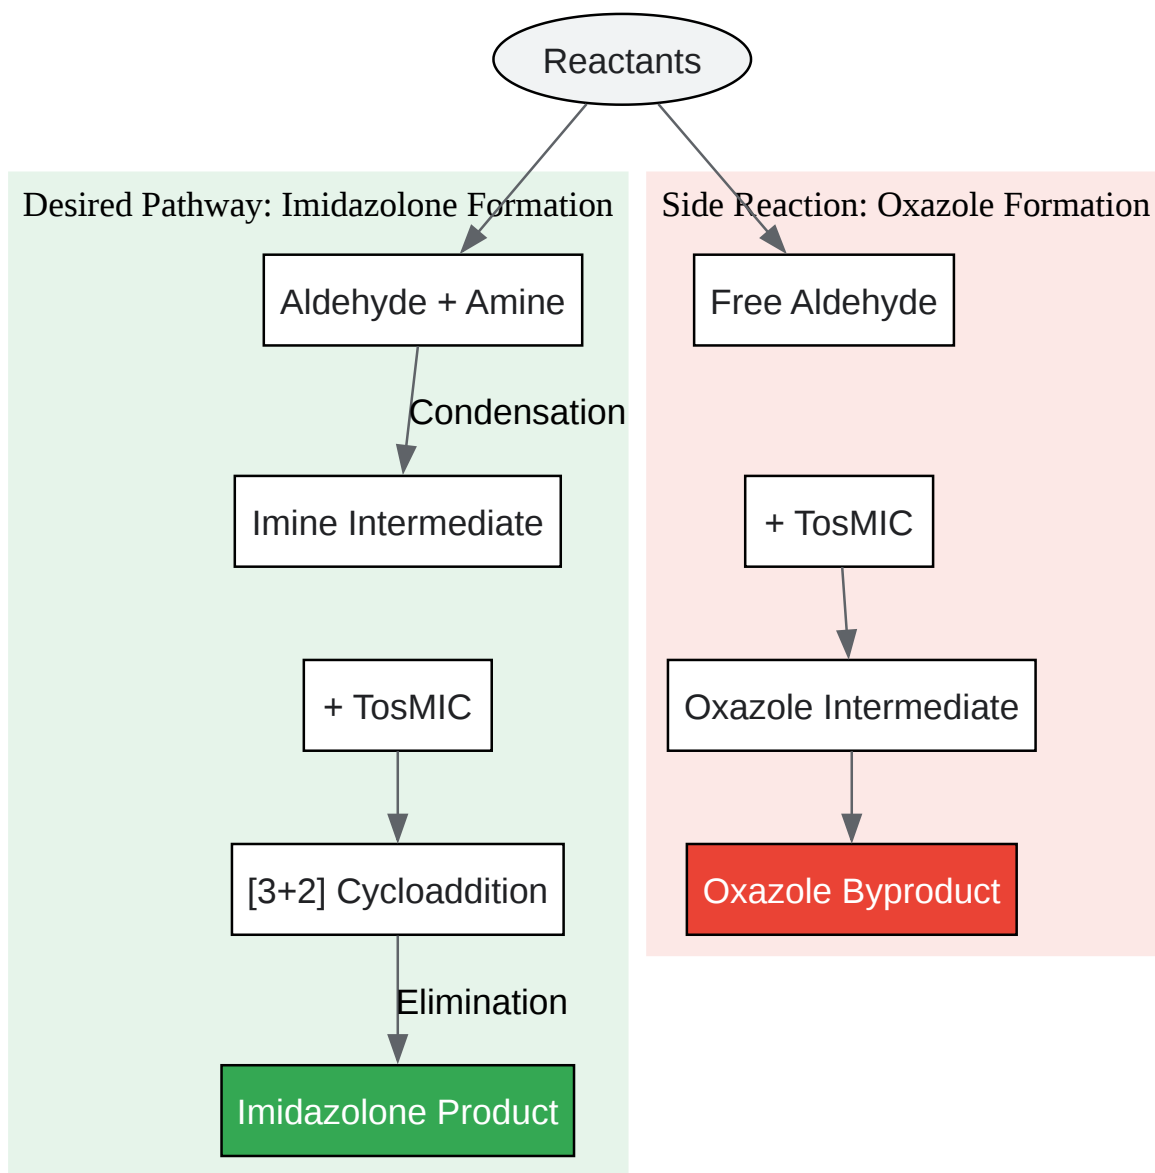 Reactants
Desired Pathway: Imidazolone Formation
Aldehyde + Amine
Condensation
Imine Intermediate
+ TosMIC
[3+2] Cycloaddition
Elimination
Imidazolone Product
Side Reaction: Oxazole Formation
Free Aldehyde
+ TosMIC
Oxazole Intermediate
Oxazole Byproduct